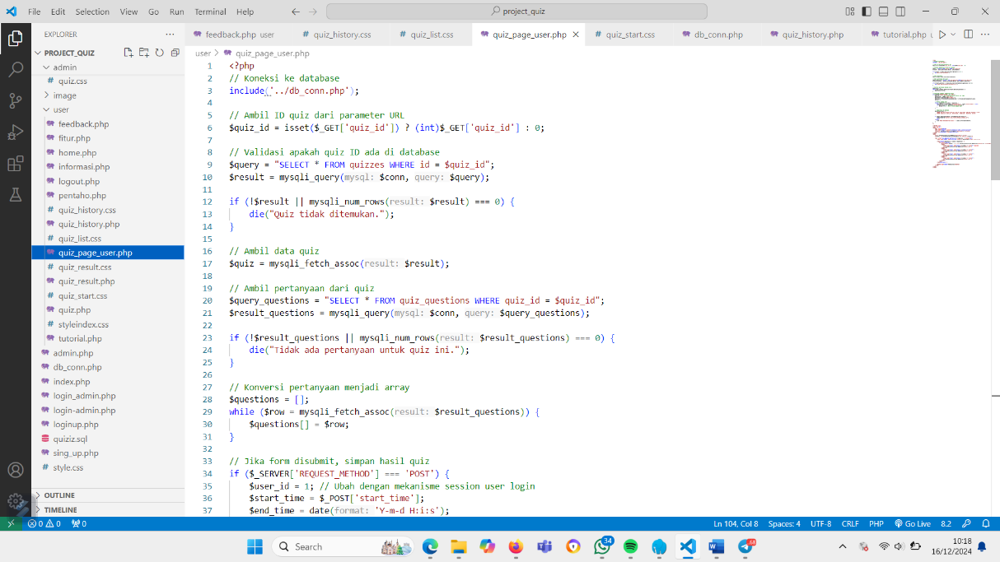 File Edit Selection View Go Run Terminal Help
project_quiz
EXPLORER
PROJECT_QUIZ
admin
# quiz.css
image
user
feedback.php
fitur.php
home.php
informasi.php
logout.php
pentaho.php
# quiz_history.css
quiz_history.php
# quiz_list.css
quiz_page_user.php
# quiz_result.css
quiz_result.php
# quiz_start.css
quiz.php
# styleindex.css
tutorial.php
admin.php
db_conn.php
index.php
login_admin.php
login-admin.php
loginup.php
quiziz.sql
sing_up.php
# style.css
OUTLINE
TIMELINE
feedback.php user # quiz_history.css # quiz_list.css quiz_page_user.php # quiz_start.css db_conn.php quiz_history.php tutorial.php u
user > quiz_page_user.php
1 <?php
2 // Koneksi ke database
3 include('../db_conn.php');
4
5 // Ambil ID quiz dari parameter URL
6 $quiz_id = isset($_GET['quiz_id']) ? (int)$_GET['quiz_id'] : 0;
7
8 // Validasi apakah quiz ID ada di database
9 $query = "SELECT * FROM quizzes WHERE id = $quiz_id";
10 $result = mysqli_query(mysql: $conn, query: $query);
11
12 if (!$result || mysqli_num_rows(result: $result) === 0) {
13 die("Quiz tidak ditemukan.");
14 }
15
16 // Ambil data quiz
17 $quiz = mysqli_fetch_assoc(result: $result);
18
19 // Ambil pertanyaan dari quiz
20 $query_questions = "SELECT * FROM quiz_questions WHERE quiz_id = $quiz_id";
21 $result_questions = mysqli_query(mysql: $conn, query: $query_questions);
22
23 if (!$result_questions || mysqli_num_rows(result: $result_questions) === 0) {
24 die("Tidak ada pertanyaan untuk quiz ini.");
25 }
26
27 // Konversi pertanyaan menjadi array
28 $questions = [];
29 while ($row = mysqli_fetch_assoc(result: $result_questions)) {
30 $questions[] = $row;
31 }
32
33 // Jika form disubmit, simpan hasil quiz
34 if ($_SERVER['REQUEST_METHOD'] === 'POST') {
35 $user_id = 1; // Ubah dengan mekanisme session user login
36 $start_time = $_POST['start_time'];
37 $end_time = date(format: 'Y-m-d H:i:s');
0 0 0 Ln 104, Col 8 Spaces: 4 UTF-8 CRLF PHP Go Live 8.2
Search
34
10:18
16/12/2024